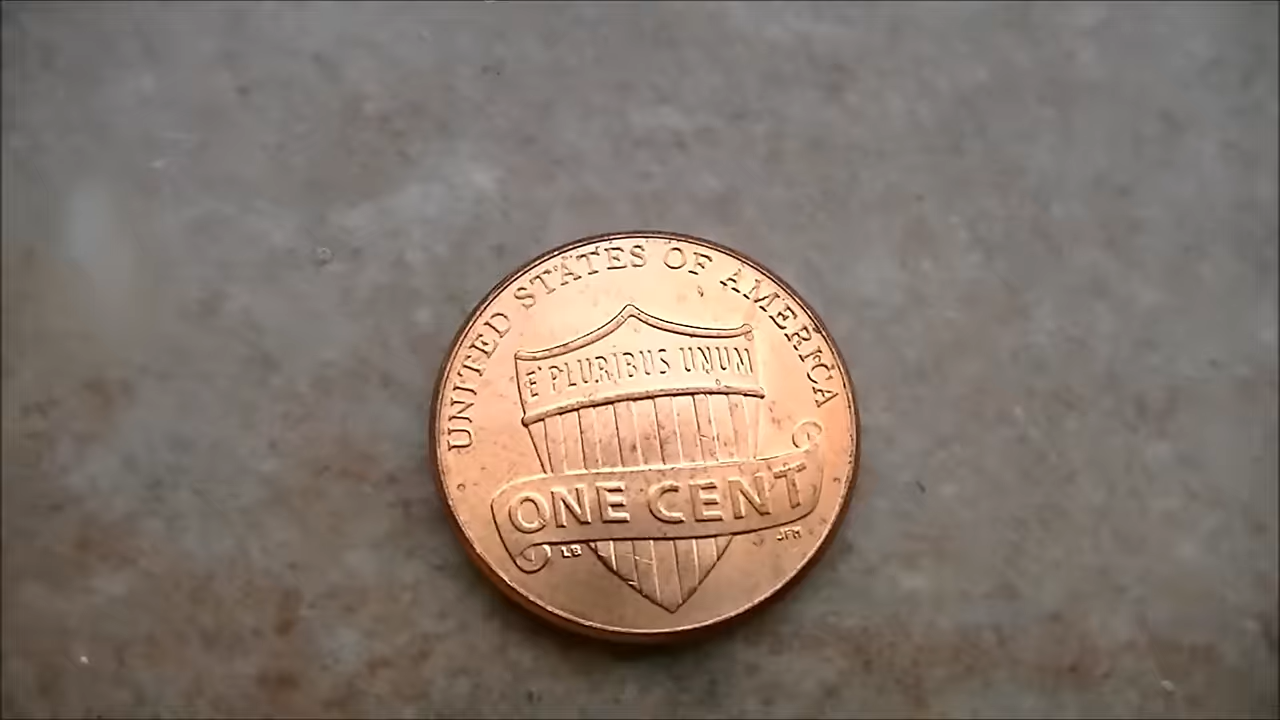 UNITED STATES OF AMERICA
E PLURIBUS UNUM
ONE CENT
LB
JFM